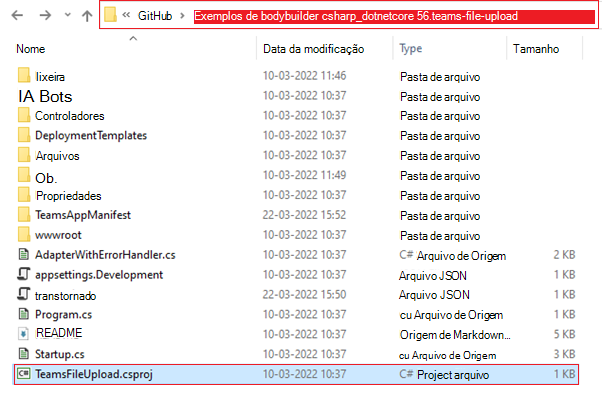 GitHub > Exemplos de bodybuilder csharp_dotnetcore 56.teams-file-upload
Nome Data da modificação Tipo Tamanho
lixeira 10-03-2022 11:46 Pasta de arquivo
IA Bots 10-03-2022 10:37 Pasta de arquivo
Controladores 10-03-2022 10:37 Pasta de arquivo
DeploymentTemplates 10-03-2022 10:37 Pasta de arquivo
Arquivos 10-03-2022 10:37 Pasta de arquivo
Ob. 10-03-2022 11:49 Pasta de arquivo
Propriedades 10-03-2022 10:37 Pasta de arquivo
TeamsAppManifest 22-03-2022 15:52 Pasta de arquivo
wwwroot 10-03-2022 10:37 Pasta de arquivo
AdapterWithErrorHandler.cs 10-03-2022 10:37 C# Arquivo de Origem 2 KB
appsettings.Development 10-03-2022 10:37 Arquivo JSON 1 KB
transtornado 22-03-2022 15:50 Arquivo JSON 1 KB
Program.cs 10-03-2022 10:37 cu Arquivo de Origem 1 KB
README 10-03-2022 10:37 Origem de Markdown... 5 KB
Startup.cs 10-03-2022 10:37 cu Arquivo de Origem 3 KB
TeamsFileUpload.csproj 10-03-2022 10:37 C# Project arquivo 1 KB